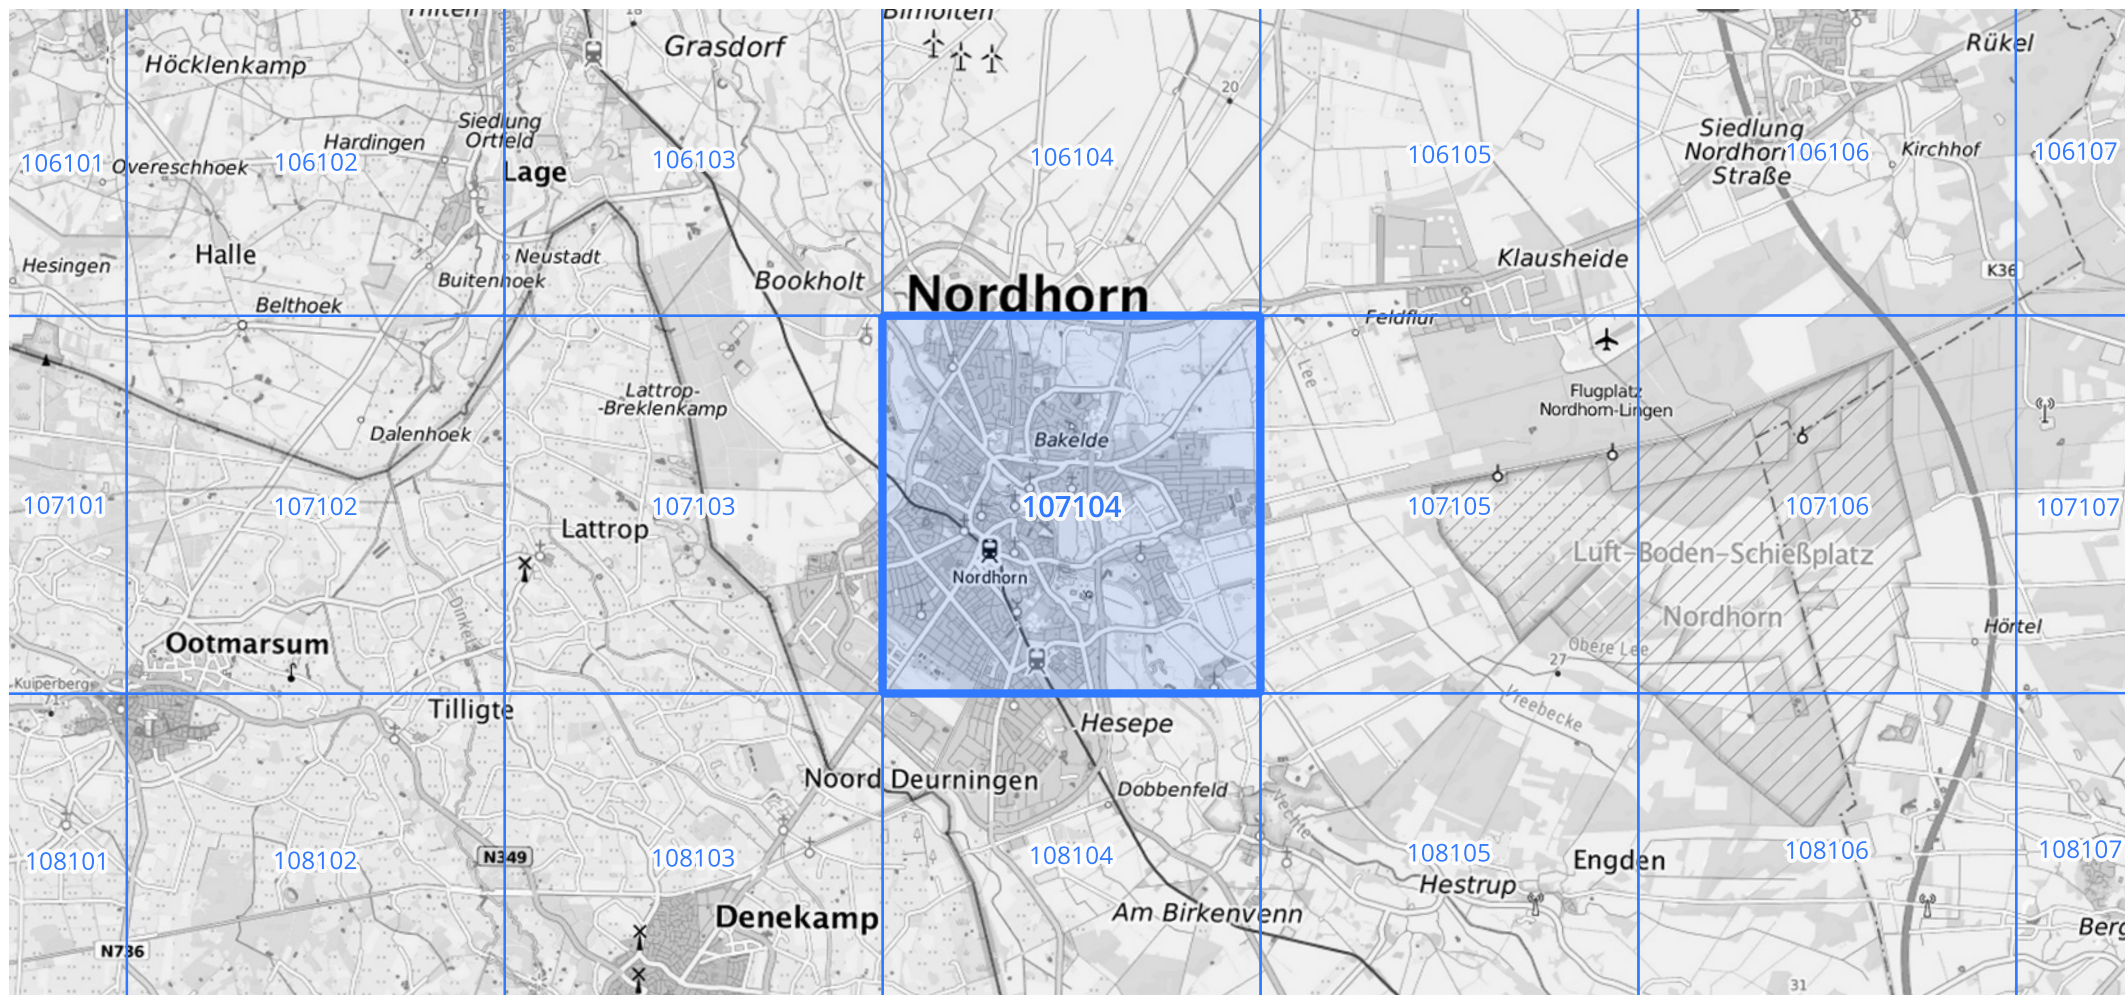 Bimolten
Grasdorf
Rükel
Höcklenkamp
18
20
Siedlung
Ortfeld
Hardingen
Siedlung
Nordhorn
Straße
Kirchhof
106101
Overeschhoek
106102
106103
106104
106105
106106
106107
Lage
Halle
Hesingen
Neustadt
Buitenhoek
Bookholt
Klausheide
K36
Belthoek
Nordhorn
Feldflur
Lee
Lattrop-
-Breklenkamp
Flugplatz
Nordhorn-Lingen
Dalenhoek
Bakelde
107101
107102
107103
107104
107105
107106
107107
Lattrop
Luft-Boden-Schießplatz
Nordhorn
Nordhorn
Dinkel
Ootmarsum
Hörtel
Obere Lee
27
Kuiperberg
71
Tilligte
Vreebecke
Hesepe
Noord Deurningen
Dobbenfeld
Vechte
108101
108102
N349
108103
108104
108105
108106
108107
Engden
Hestrup
Denekamp
Am Birkenvenn
Berg
N736
31